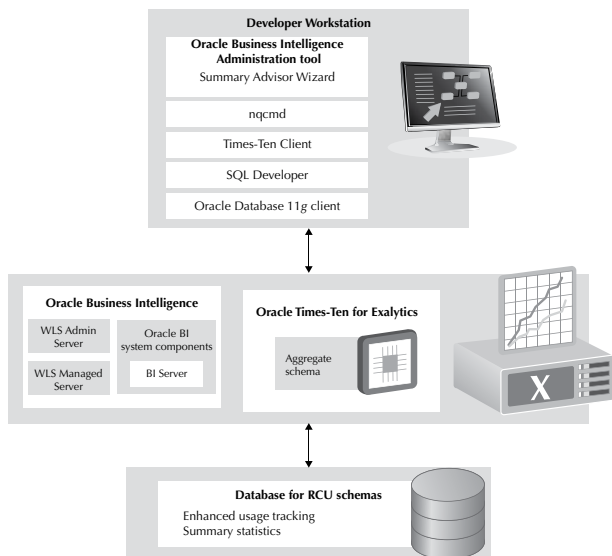 Developer Workstation
Oracle Business Intelligence
Administration tool
Summary Advisor Wizard
nqcmd
Times-Ten Client
SQL Developer
Oracle Database 11g client
Oracle Business Intelligence
WLS Admin
Server
WLS Managed
Server
Oracle BI
system components
BI Server
Oracle Times-Ten for Exalytics
Aggregate
schema
X
Database for RCU schemas
Enhanced usage tracking
Summary statistics